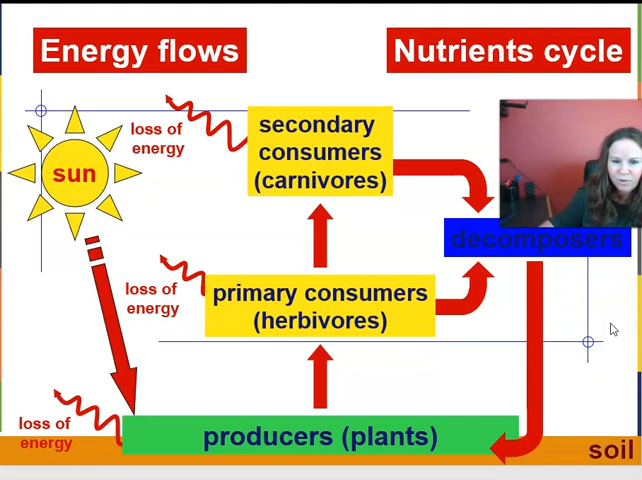 Energy flows
Nutrients cycle
secondary
consumers
(carnivores)
loss of
energy
sun
decomposers
primary consumers
(herbivores)
loss of
energy
producers (plants)
loss of
energy
soil